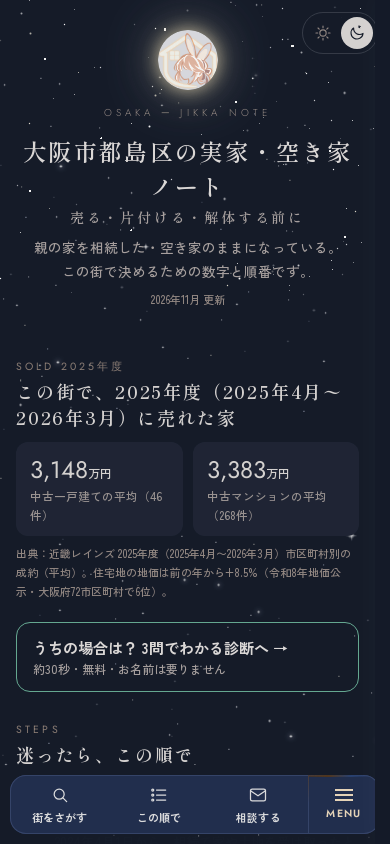 OSAKA — JIKKA NOTE
大阪市都島区の実家・空き家
ノート
売る・片付ける・解体する前に
親の家を相続した・空き家のままになっている。
この街で決めるための数字と順番です。
2026年11月 更新
SOLD 2025年度
この街で、2025年度（2025年4月〜
2026年3月）に売れた家
3,148万円
中古一戸建ての平均（46
件）
3,383万円
中古マンションの平均
（268件）
出典：近畿レインズ 2025年度（2025年4月〜2026年3月）市区町村別の
成約（平均）。住宅地の地価は前の年から+8.5%（令和8年地価公
示・大阪府72市区町村で6位）。
うちの場合は？ 3問でわかる診断へ →
約30秒・無料・お名前は要りません
STEPS
迷ったら、この順で
街をさがす
この順で
相談する
MENU